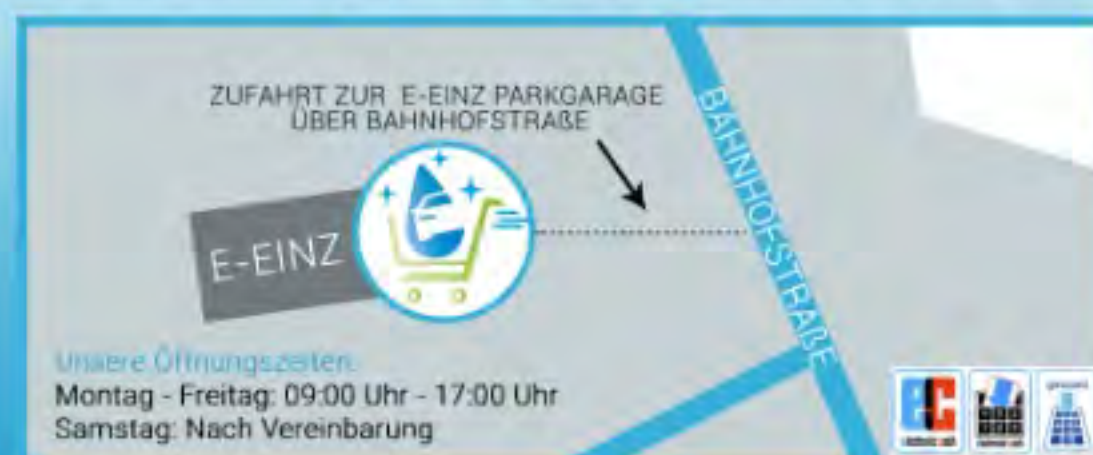 ZUFAHRT ZUR E-EINZ PARKGARAGE
ÜBER BAHNHOFSTRASSE
BAHNHOFSTRAßE
E-EINZ
Unsere Öffnungszeiten:
Montag - Freitag: 09:00 Uhr - 17:00 Uhr
Samstag: Nach Vereinbarung
ec